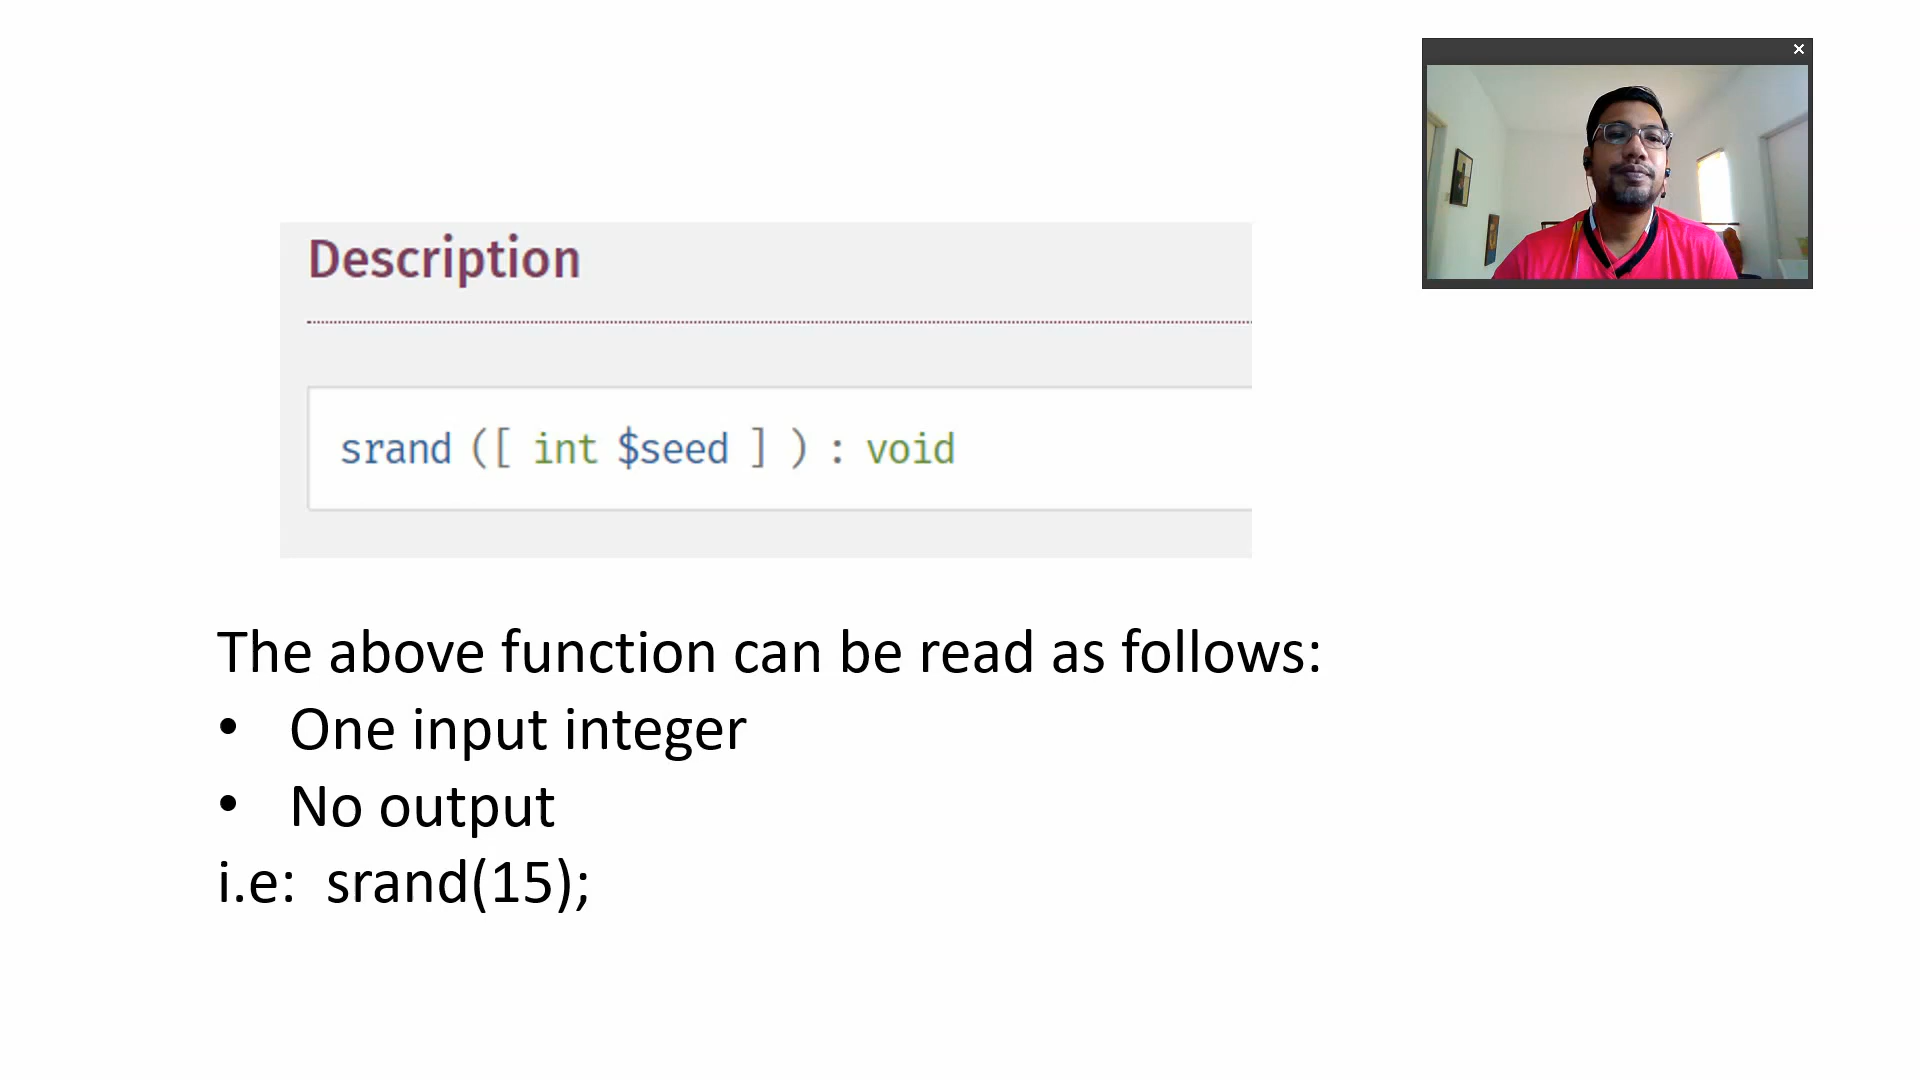 Description
srand ([ int $seed ] ) : void
The above function can be read as follows:
• One input integer
• No output
i.e: srand(15);